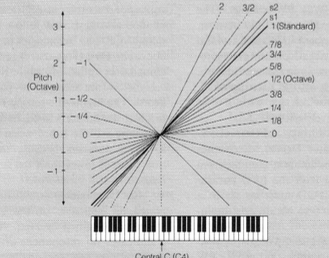 2
3/2
s2
s1
1 (Standard)
7/8
3/4
5/8
1/2 (Octave)
3/8
1/4
1/8
0
3
2
1
0
−1
Pitch
(Octave)
−1
−1/2
−1/4
0
Central C (C4)